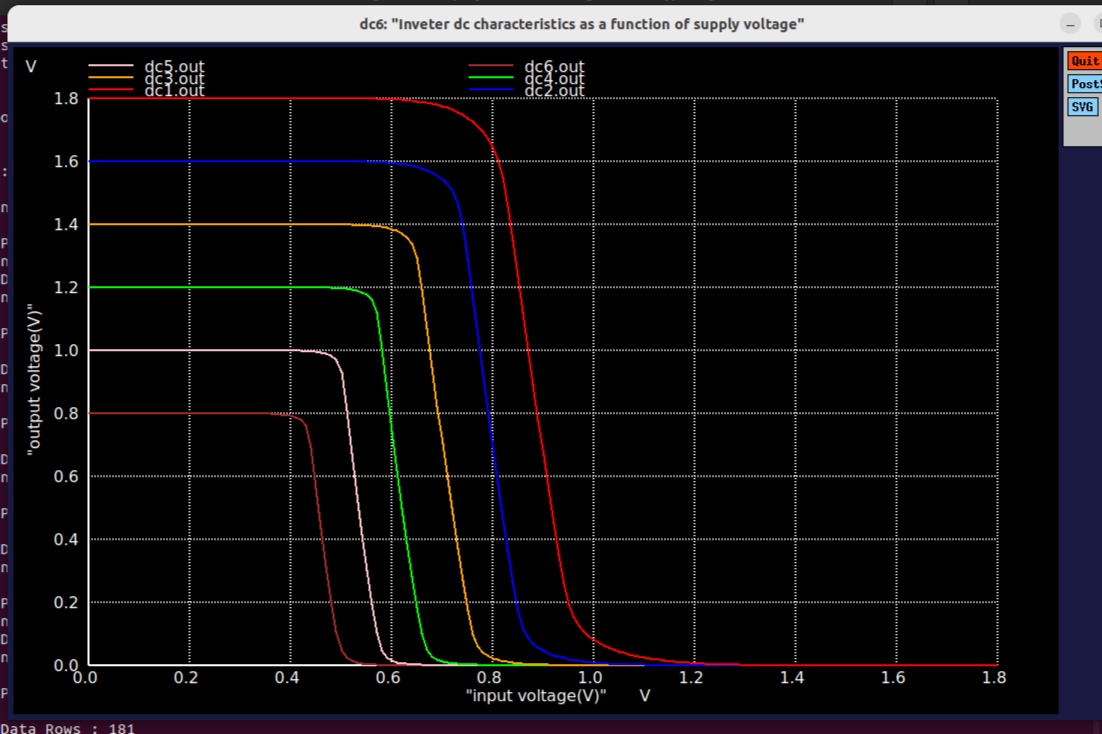 dc6: "Inveter dc characteristics as a function of supply voltage"
V
dc5.out
dc3.out
dc1.out
dc6.out
dc4.out
dc2.out
Quit
SVG
1.8
1.6
1.4
1.2
1.0
0.8
0.6
0.4
0.2
0.0
"output voltage(V)"
0.0 0.2 0.4 0.6 0.8 1.0 1.2 1.4 1.6 1.8
"input voltage(V)" V
Data Rows : 181